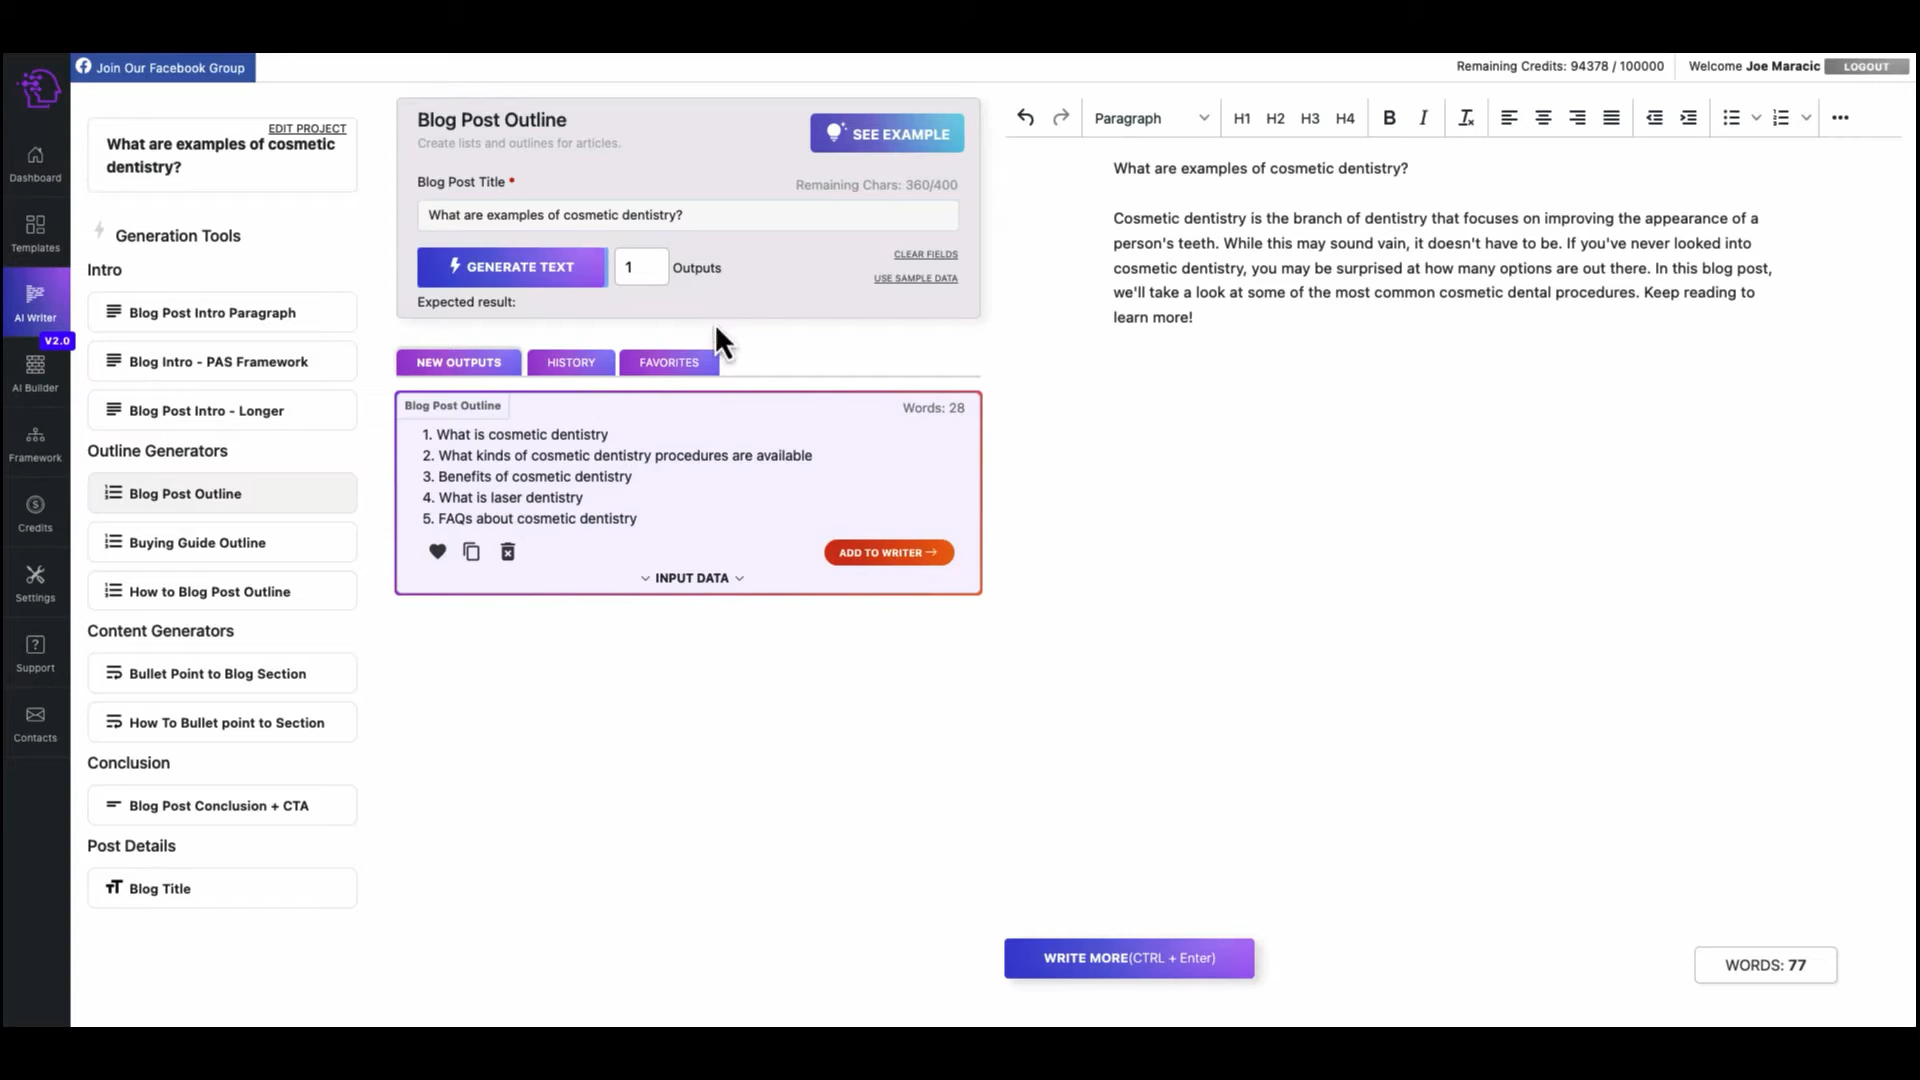 Join Our Facebook Group
Remaining Credits: 94378 / 100000
Welcome Joe Maracic
LOGOUT
Dashboard
Templates
AI Writer
V2.0
AI Builder
Framework
Credits
Settings
Support
Contacts
EDIT PROJECT
What are examples of cosmetic
dentistry?
Generation Tools
Intro
Blog Post Intro Paragraph
Blog Intro - PAS Framework
Blog Post Intro - Longer
Outline Generators
Blog Post Outline
Buying Guide Outline
How to Blog Post Outline
Content Generators
Bullet Point to Blog Section
How To Bullet point to Section
Conclusion
Blog Post Conclusion + CTA
Post Details
Blog Title
Blog Post Outline
Create lists and outlines for articles.
SEE EXAMPLE
Blog Post Title *
Remaining Chars: 360/400
What are examples of cosmetic dentistry?
GENERATE TEXT
1
Outputs
CLEAR FIELDS
USE SAMPLE DATA
Expected result:
NEW OUTPUTS
HISTORY
FAVORITES
Blog Post Outline
Words: 28
1. What is cosmetic dentistry
2. What kinds of cosmetic dentistry procedures are available
3. Benefits of cosmetic dentistry
4. What is laser dentistry
5. FAQs about cosmetic dentistry
ADD TO WRITER
INPUT DATA
Paragraph
H1 H2 H3 H4 B I
What are examples of cosmetic dentistry?
Cosmetic dentistry is the branch of dentistry that focuses on improving the appearance of a
person's teeth. While this may sound vain, it doesn't have to be. If you've never looked into
cosmetic dentistry, you may be surprised at how many options are out there. In this blog post,
we'll take a look at some of the most common cosmetic dental procedures. Keep reading to
learn more!
WRITE MORE(CTRL + Enter)
WORDS: 77